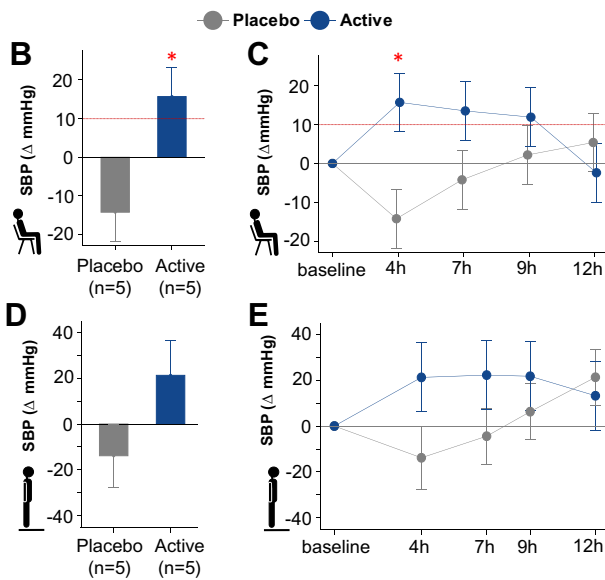 Placebo Active
B
*
SBP (Δ mmHg)
20
10
0
-10
-20
Placebo
(n=5)
Active
(n=5)
C
*
SBP (ΔmmHg)
20
10
0
-10
-20
baseline 4h 7h 9h 12h
D
SBP (Δ mmHg)
40
20
0
-20
-40
Placebo
(n=5)
Active
(n=5)
E
SBP (Δ mmHg)
40
20
0
-20
-40
baseline 4h 7h 9h 12h